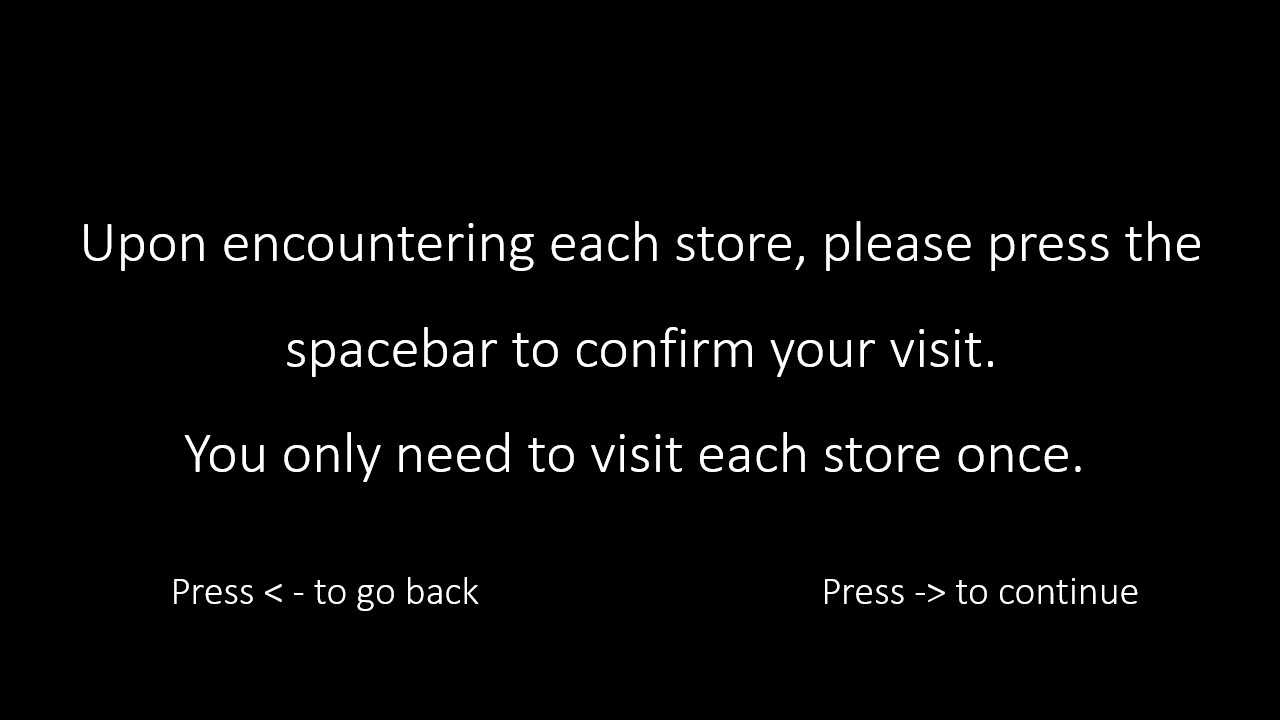 Upon encountering each store, please press the
spacebar to confirm your visit.
You only need to visit each store once.
Press < - to go back
Press -> to continue